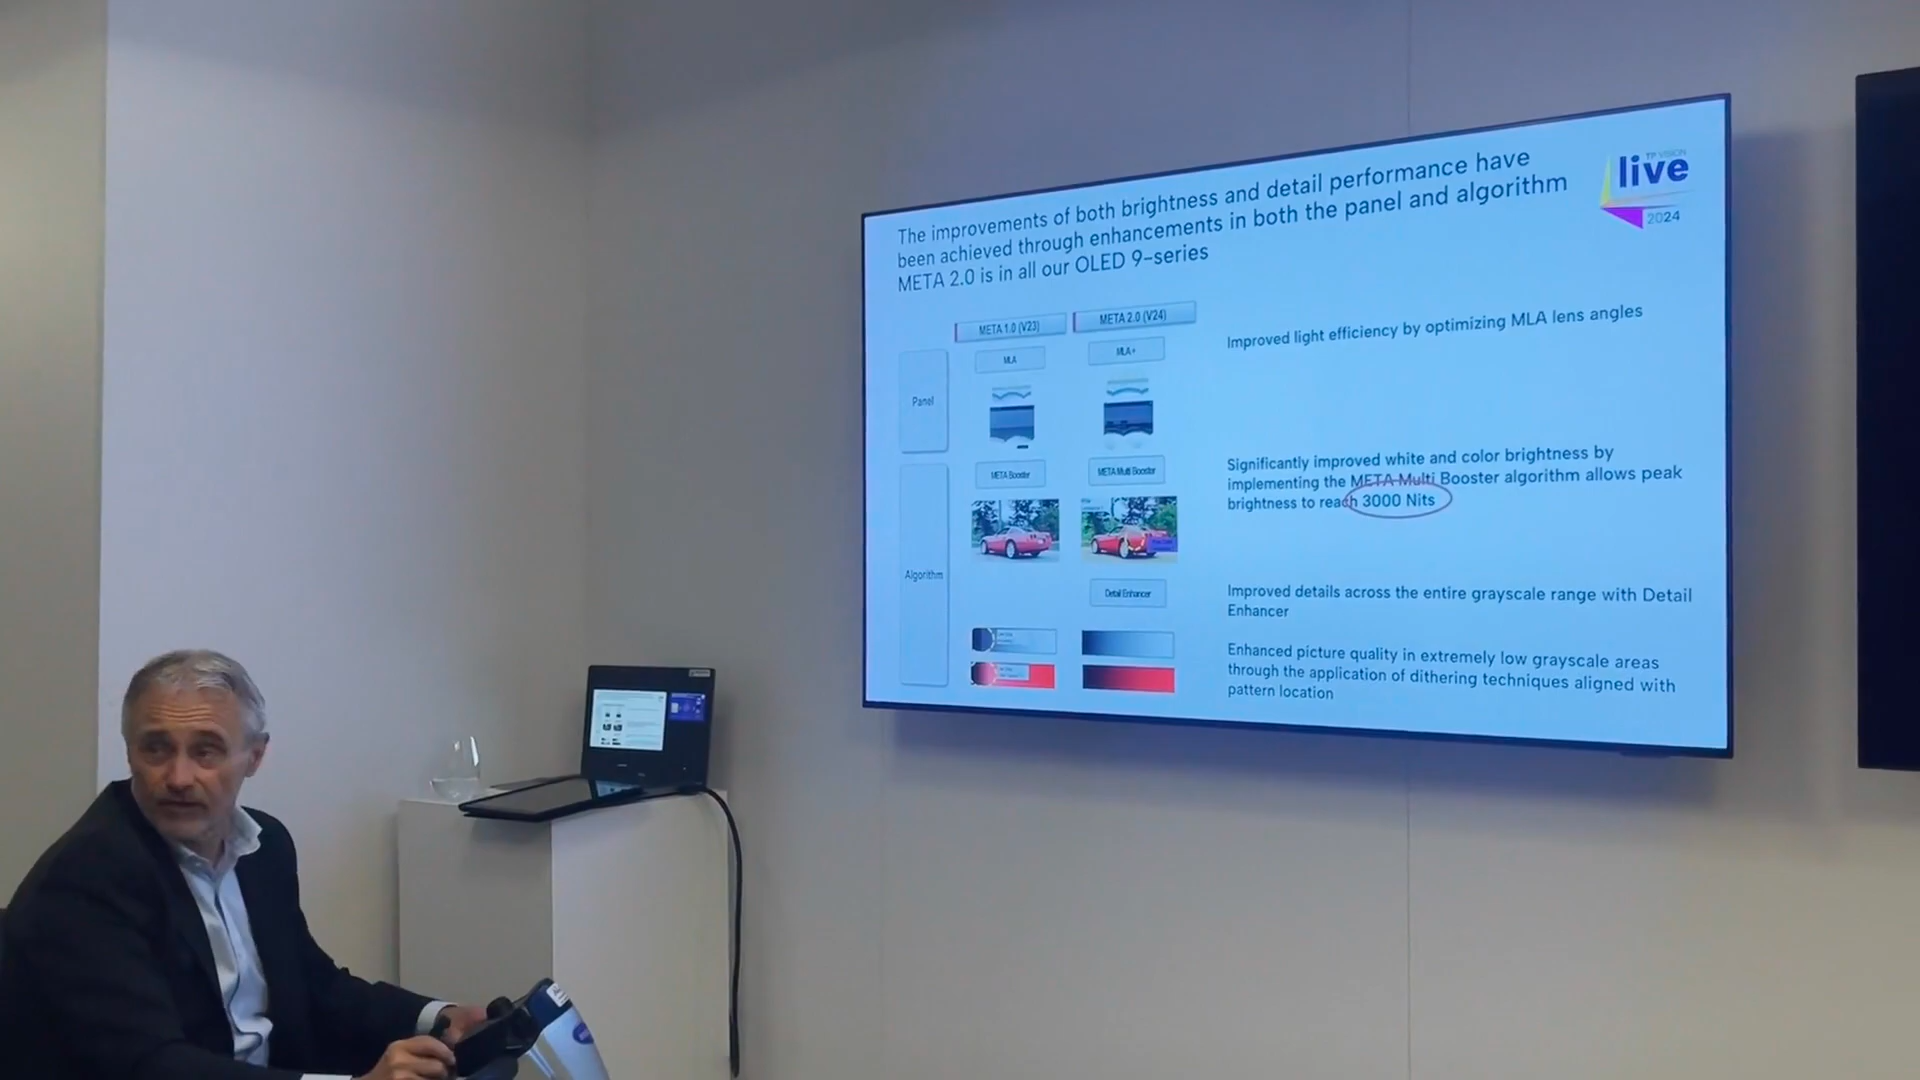 The improvements of both brightness and detail performance have
been achieved through enhancements in both the panel and algorithm
META 2.0 is in all our OLED 9-series
TP VISION
live
2024
META 1.0 (V23)
META 2.0 (V24)
Improved light efficiency by optimizing MLA lens angles
MLA
MLA+
Panel
META Booster
META Multi Booster
Significantly improved white and color brightness by
implementing the META Multi Booster algorithm allows peak
brightness to reach 3000 Nits
Algorithm
Detail Enhancer
Improved details across the entire grayscale range with Detail
Enhancer
Enhanced picture quality in extremely low grayscale areas
through the application of dithering techniques aligned with
pattern location